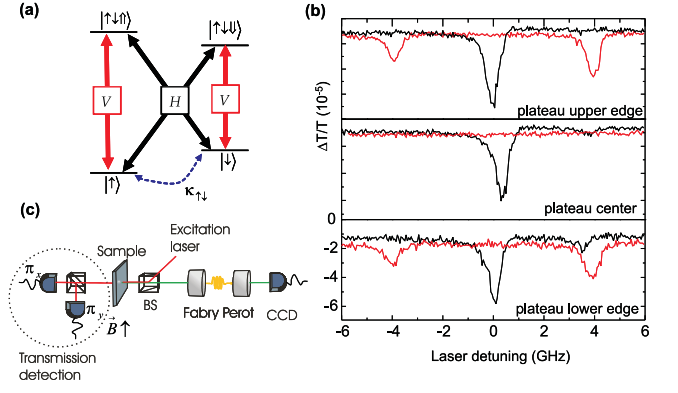 (a)
|↑↓⇑⟩
|↑↓⇓⟩
V
H
V
|↑⟩
|↓⟩
κ↑↓
(b)
ΔT/T (10⁻⁵)
plateau upper edge
plateau center
0
-2
-4
-6
plateau lower edge
-6 -4 -2 0 2 4 6
Laser detuning (GHz)
(c)
Excitation
laser
Sample
πx
πy
B↑
BS
Fabry Perot
CCD
Transmission
detection